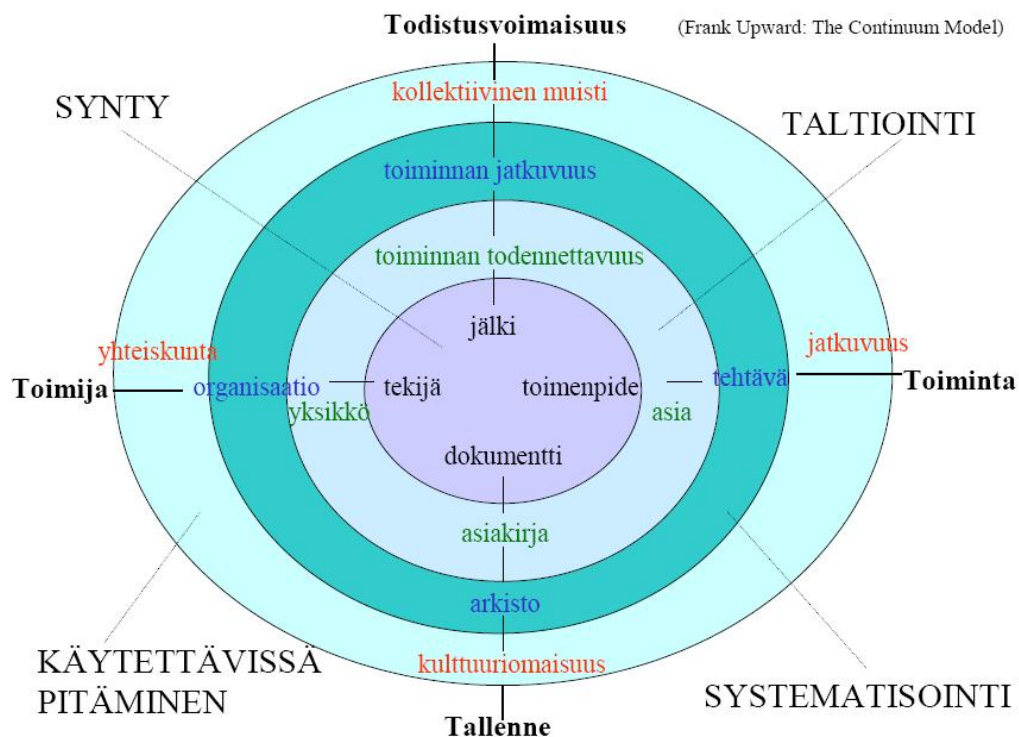 Todistusvoimaisuus
(Frank Upward: The Continuum Model)
kollektiivinen muisti
SYNTY
TALTIOINTI
toiminnan jatkuvuus
toiminnan todennettavuus
jälki
yhteiskunta
jatkuvuus
Toimija
organisaatio
tekijä
toimenpide
tehtävä
Toiminta
yksikkö
asia
dokumentti
asiakirja
arkisto
KÄYTETTÄVISSÄ
PITÄMINEN
kulttuuriomaisuus
SYSTEMATISOINTI
Tallenne